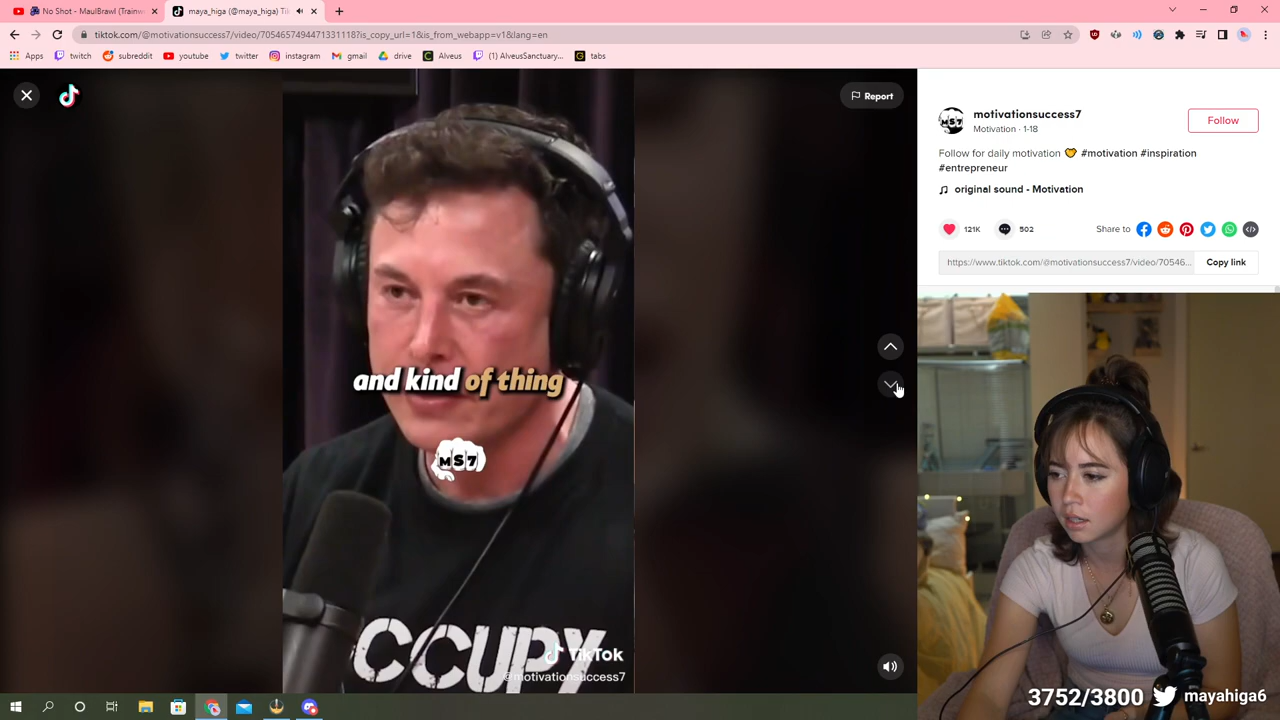 No Shot - MaulBrawl (Trainw
maya_higa (@maya_higa) Ti
tiktok.com/@motivationsuccess7/video/7054657494471331118?is_copy_url=1&is_from_webapp=v1&lang=en
Apps
twitch
subreddit
youtube
twitter
instagram
gmail
drive
Alveus
(1) AlveusSanctuary...
tabs
Report
and kind of thing
MS7
CCUPY
TikTok
@motivationsuccess7
MS7
motivationsuccess7
Motivation · 1-18
Follow
Follow for daily motivation 🧡 #motivation #inspiration
#entrepreneur
original sound - Motivation
121K
502
Share to
https://www.tiktok.com/@motivationsuccess7/video/70546...
Copy link
3752/3800
mayahiga6